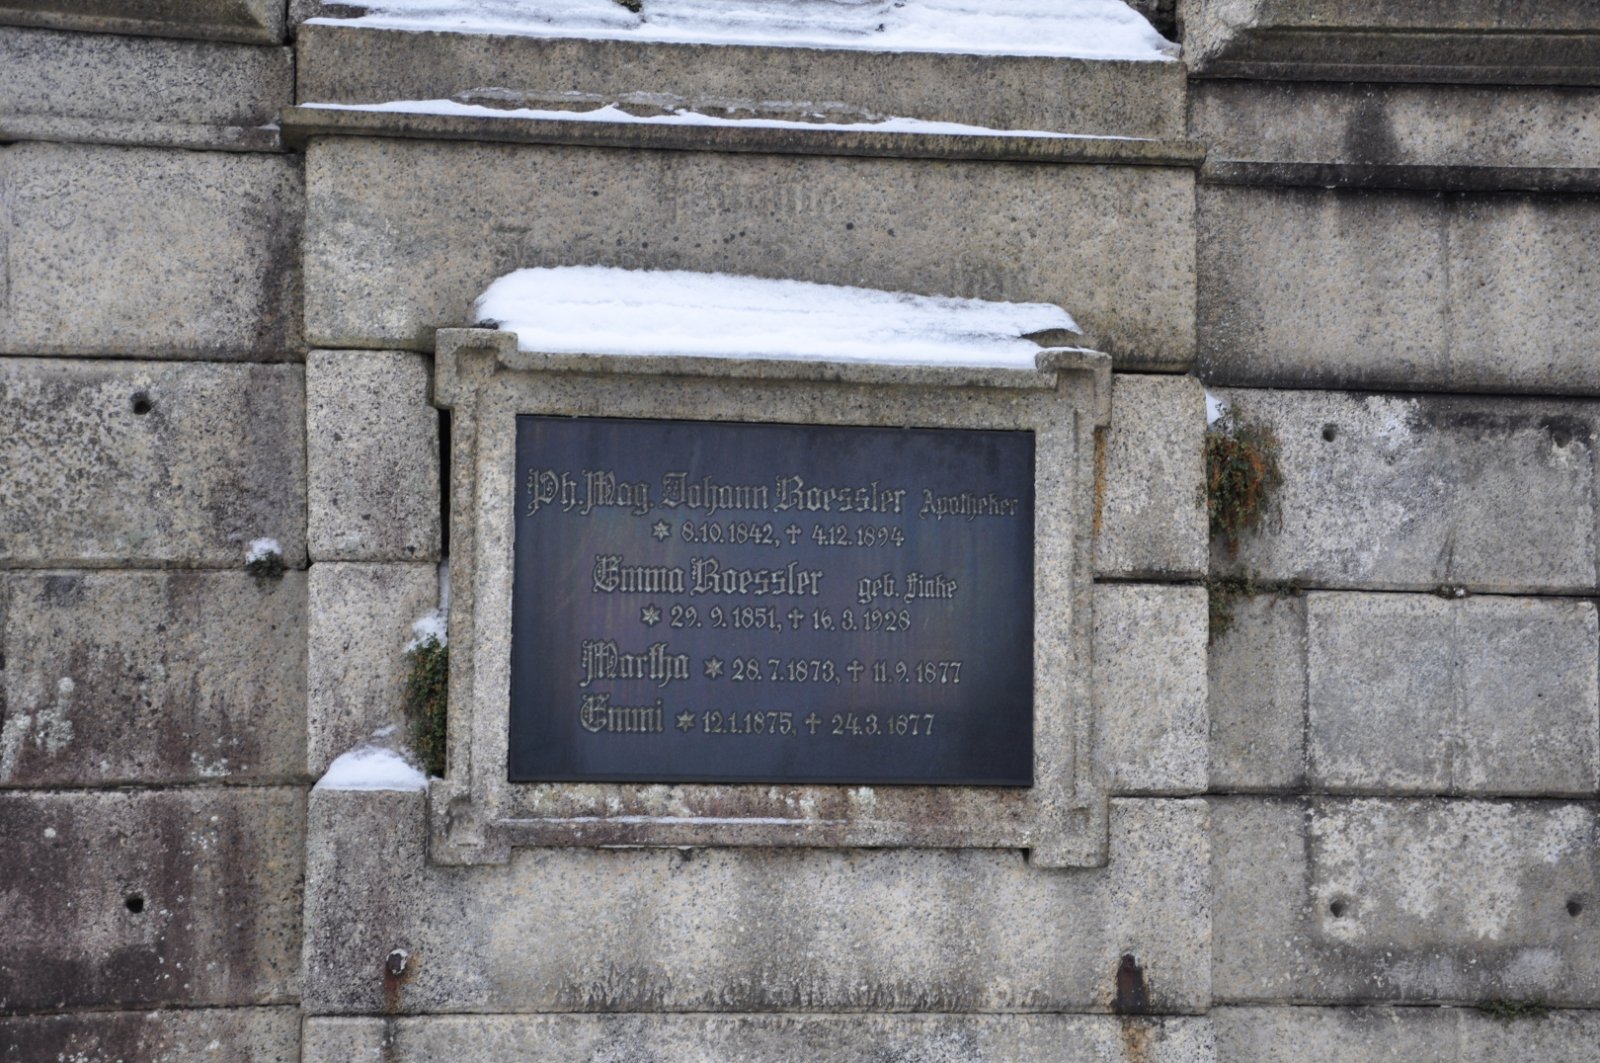 Ph. Mag. Johann Roessler Apotheker
* 8.10.1842, † 4.12.1894
Emma Roessler geb. Finke
* 29. 9. 1851, † 16. 3. 1928
Martha * 28. 7. 1873, † 11. 9. 1877
Emmi * 12.1.1875, † 24.3.1877